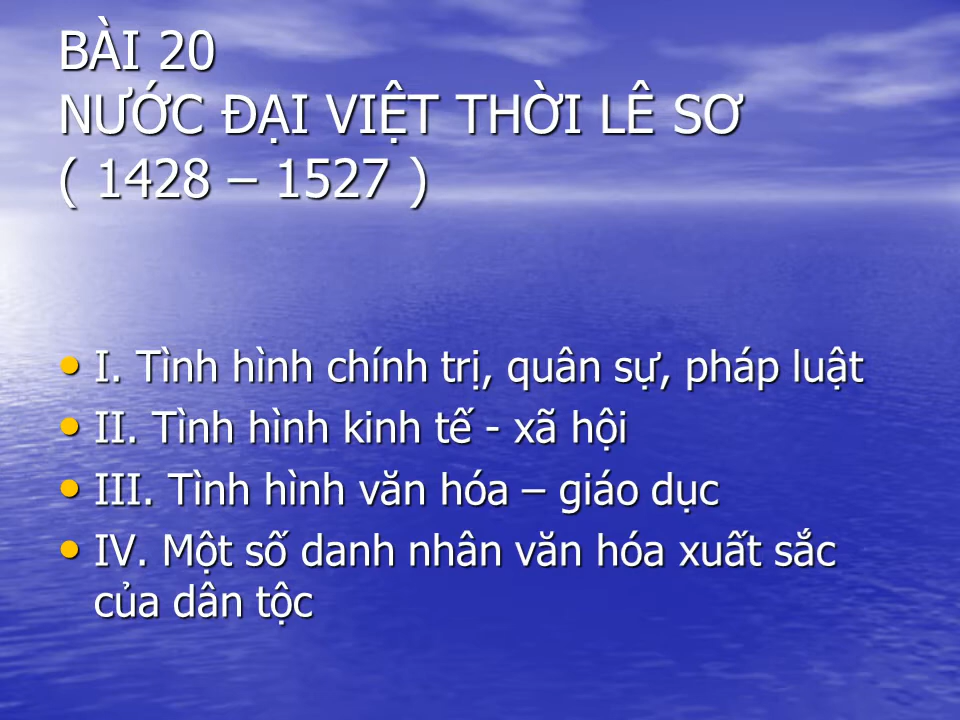 BÀI 20
NƯỚC ĐẠI VIỆT THỜI LÊ SƠ
( 1428 – 1527 )
• I. Tình hình chính trị, quân sự, pháp luật
• II. Tình hình kinh tế - xã hội
• III. Tình hình văn hóa – giáo dục
• IV. Một số danh nhân văn hóa xuất sắc
của dân tộc